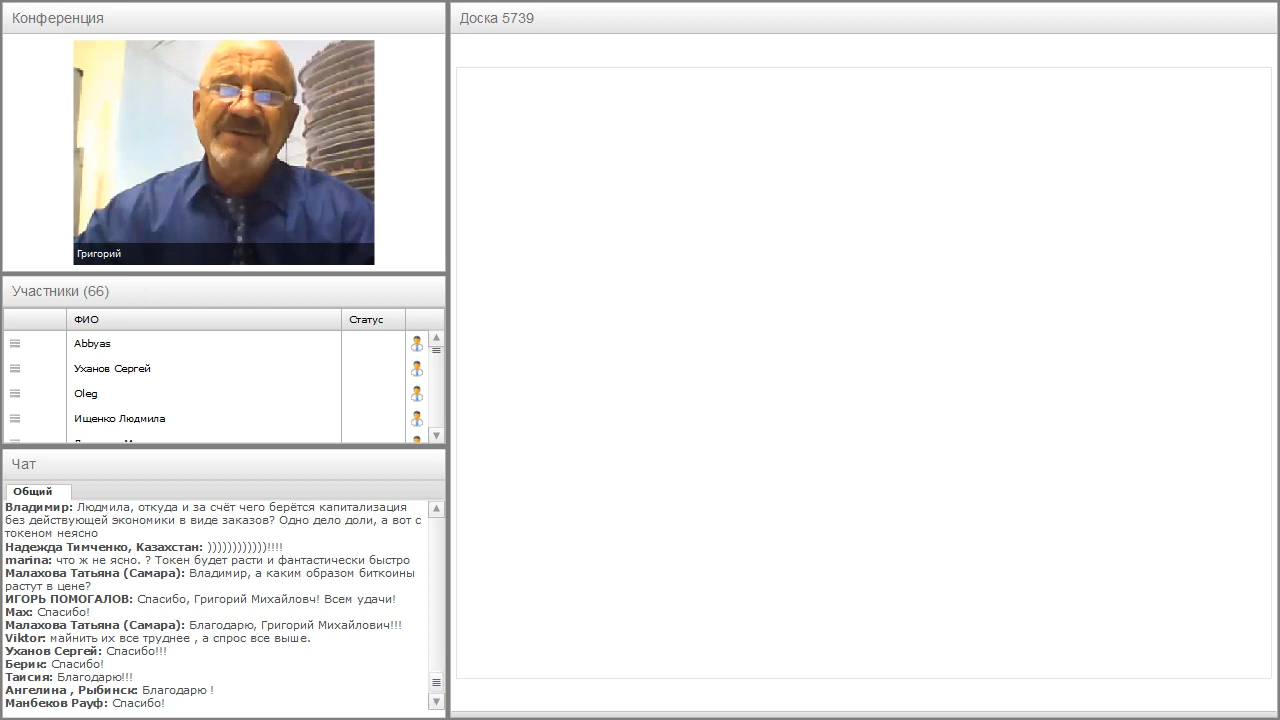 Конференция
Григорий
Участники (66)
ФИО
Статус
Abbyas
Уханов Сергей
Oleg
Ищенко Людмила
Чат
Общий
Владимир: Людмила, откуда и за счёт чего берётся капитализация
без действующей экономики в виде заказов? Одно дело доли, а вот с
токеном неясно
Надежда Тимченко, Казахстан: ))))))))))))!!!!
marina: что ж не ясно. ? Токен будет расти и фантастически быстро
Малахова Татьяна (Самара): Владимир, а каким образом биткоины
растут в цене?
ИГОРЬ ПОМОГАЛОВ: Спасибо, Григорий Михайловч! Всем удачи!
Max: Спасибо!
Малахова Татьяна (Самара): Благодарю, Григорий Михайлович!!!
Viktor: майнить их все труднее , а спрос все выше.
Уханов Сергей: Спасибо!!!
Берик: Спасибо!
Таисия: Благодарю!!!
Ангелина , Рыбинск: Благодарю !
Манбеков Рауф: Спасибо!
Доска 5739